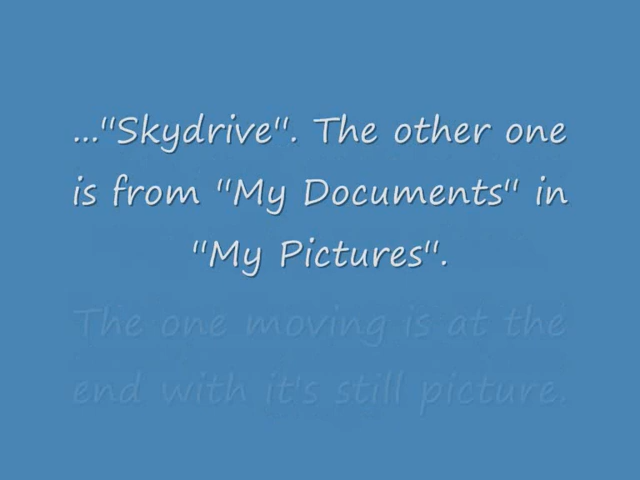 ..."Skydrive". The other one
is from "My Documents" in
"My Pictures".
The one moving is at the
end with it's still picture.